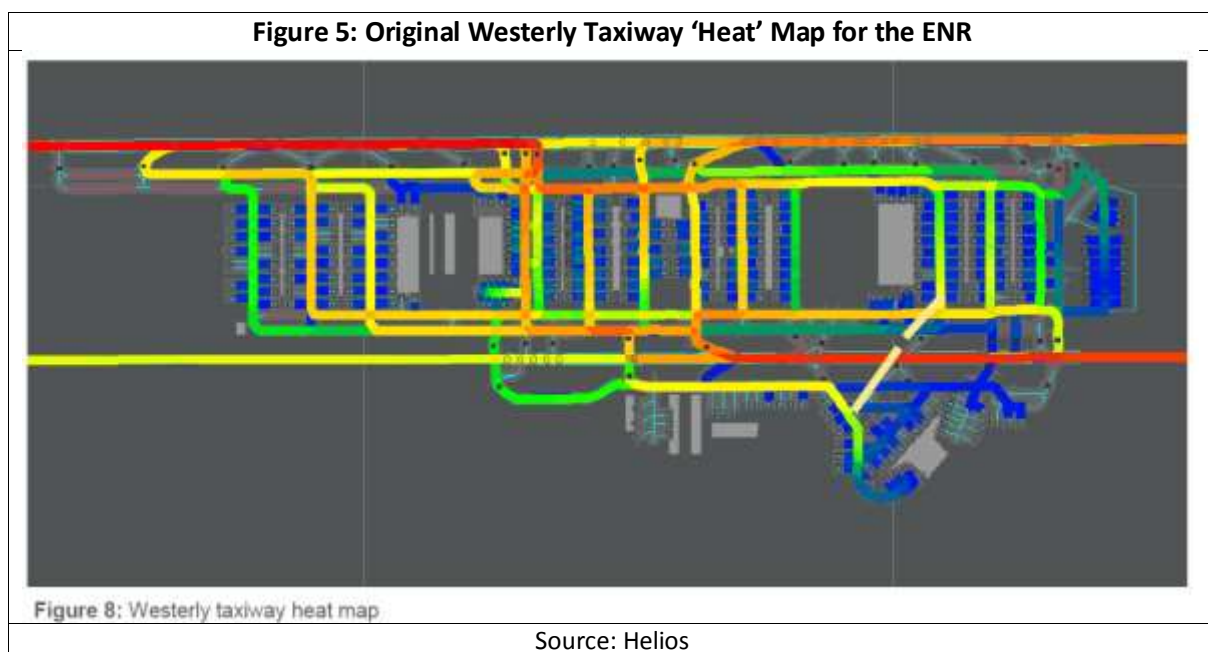 Figure 5: Original Westerly Taxiway ‘Heat’ Map for the ENR
Figure 8: Westerly taxiway heat map
Source: Helios